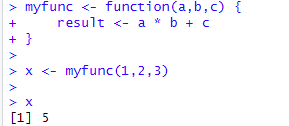 > myfunc <- function(a,b,c) {
+     result <- a * b + c
+ }
>
> x <- myfunc(1,2,3)
>
> x
[1] 5